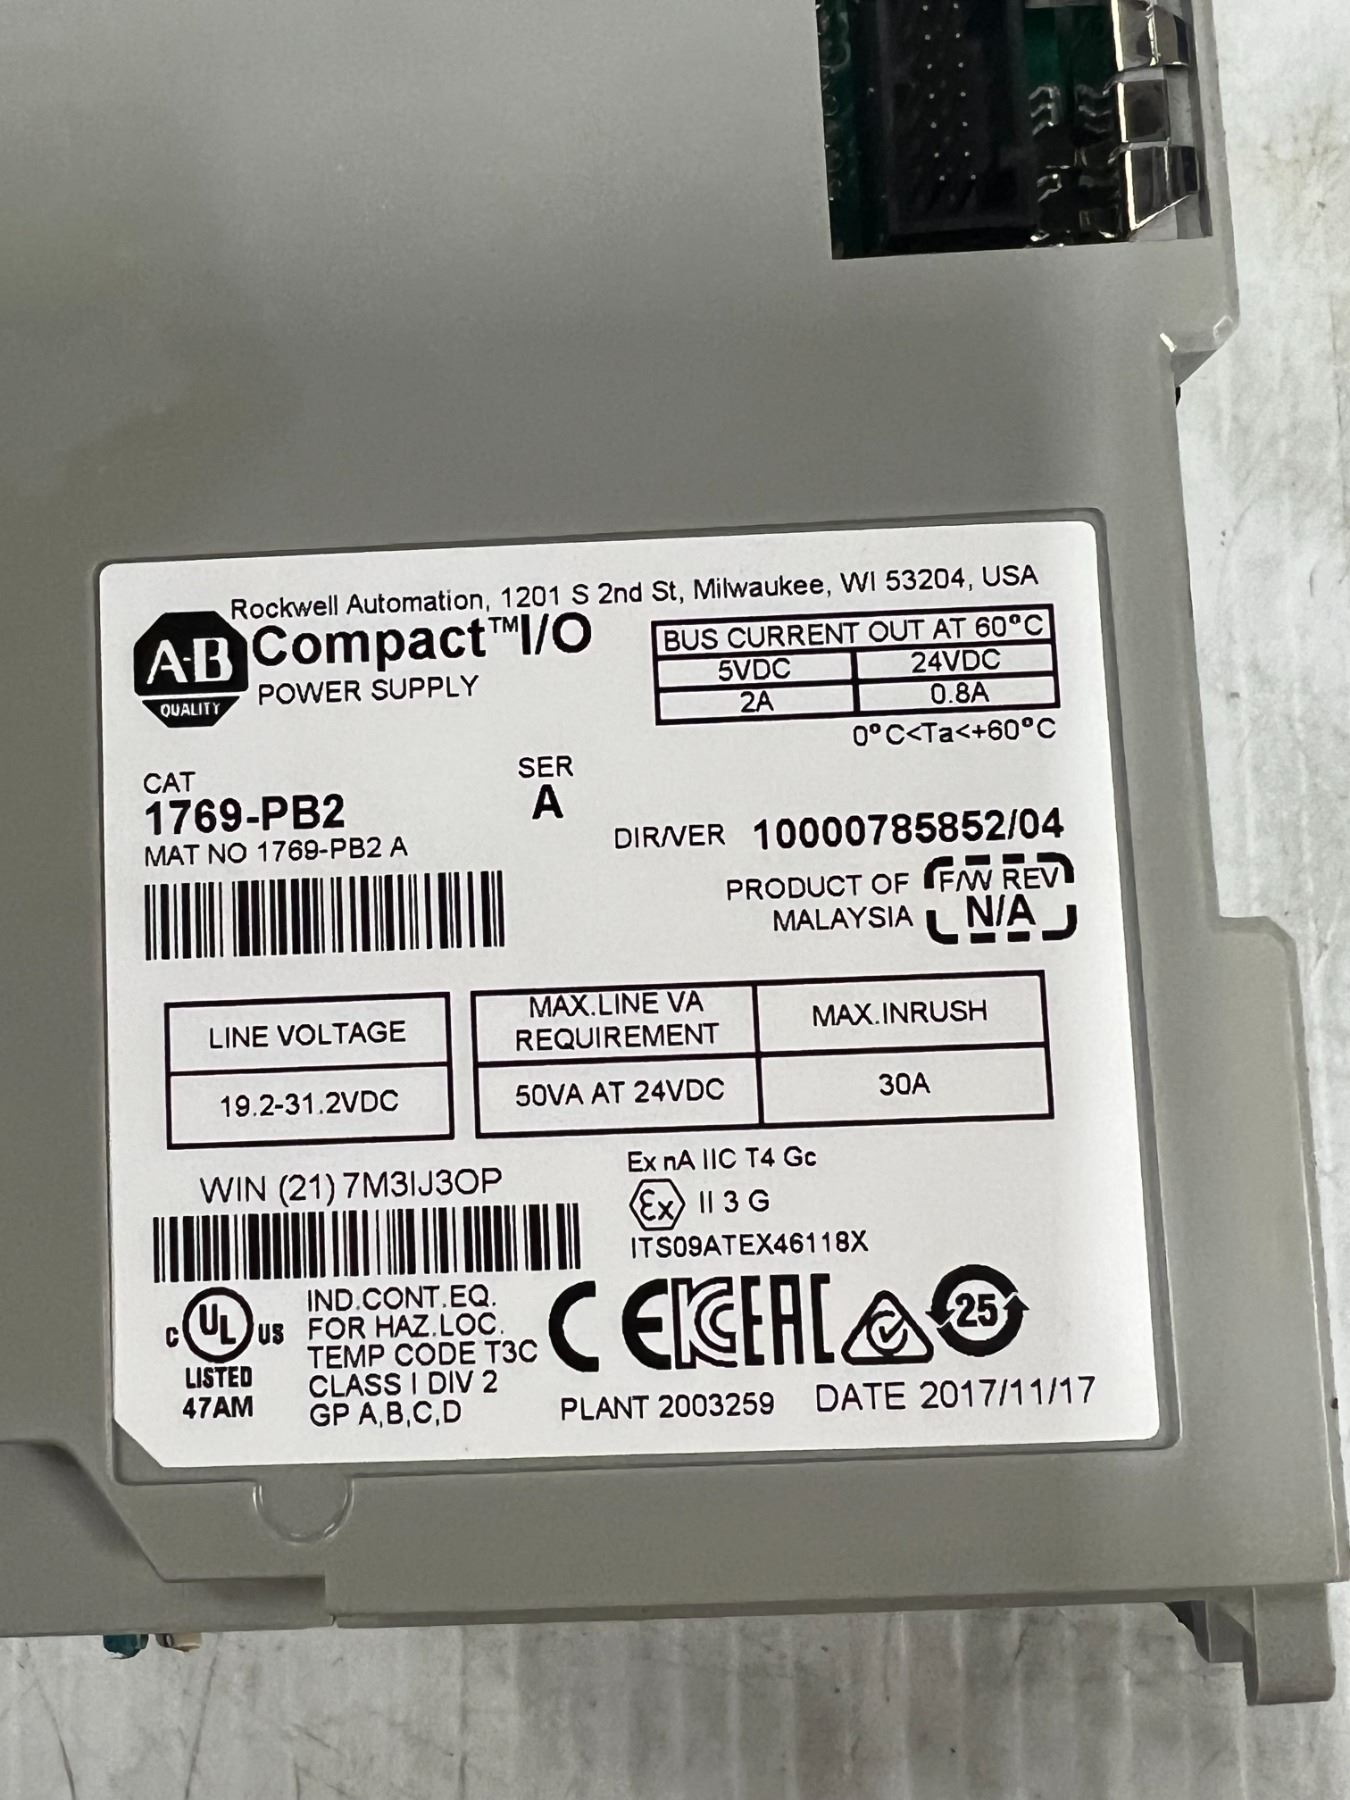 Rockwell Automation, 1201 S 2nd St, Milwaukee, WI 53204, USA
A-B
QUALITY
Compact™I/O
POWER SUPPLY
BUS CURRENT OUT AT 60°C
5VDC 24VDC
2A 0.8A
0°C<Ta<+60°C
CAT
1769-PB2
MAT NO 1769-PB2 A
SER
A
DIR/VER 10000785852/04
PRODUCT OF
MALAYSIA
F/W REV
N/A
LINE VOLTAGE
19.2-31.2VDC
MAX.LINE VA
REQUIREMENT
MAX.INRUSH
50VA AT 24VDC
30A
WIN (21) 7M3IJ3OP
Ex nA IIC T4 Gc
Ex II 3 G
ITS09ATEX46118X
C UL US
LISTED
47AM
IND.CONT.EQ.
FOR HAZ.LOC.
TEMP CODE T3C
CLASS I DIV 2
GP A,B,C,D
CE KC EAC
25
PLANT 2003259
DATE 2017/11/17